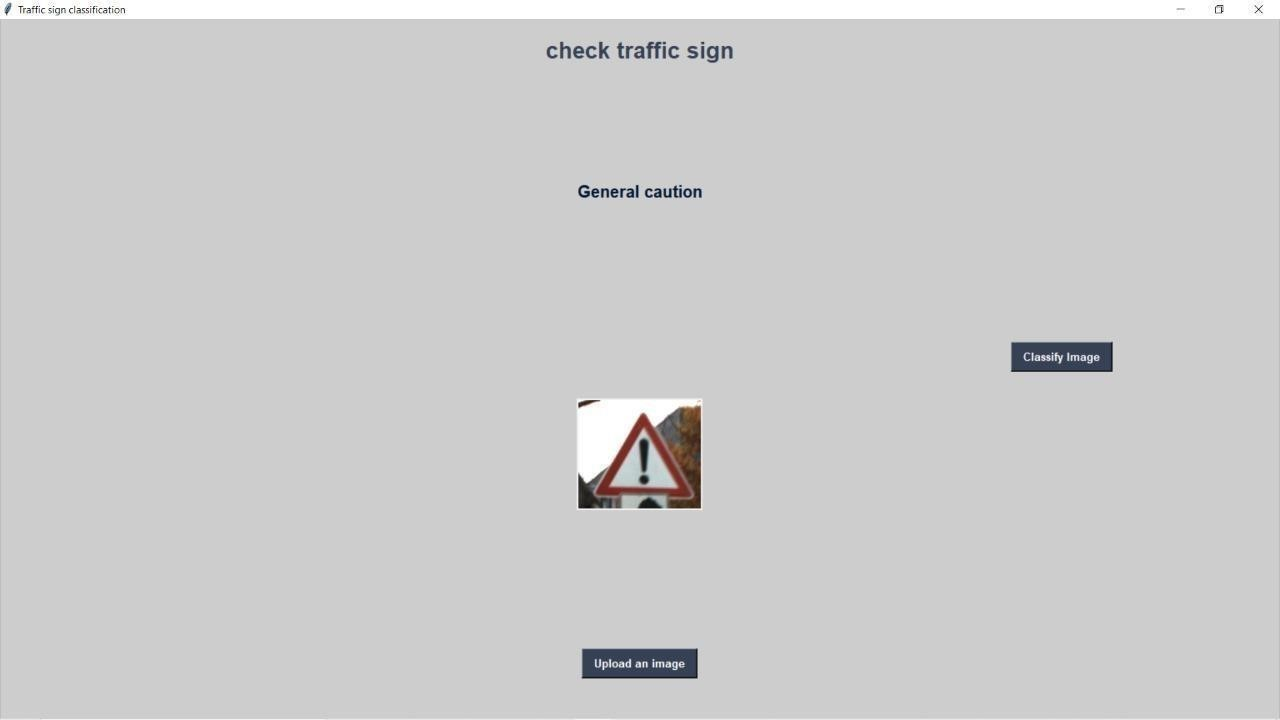 Traffic sign classification
check traffic sign
General caution
Classify Image
!
Upload an image